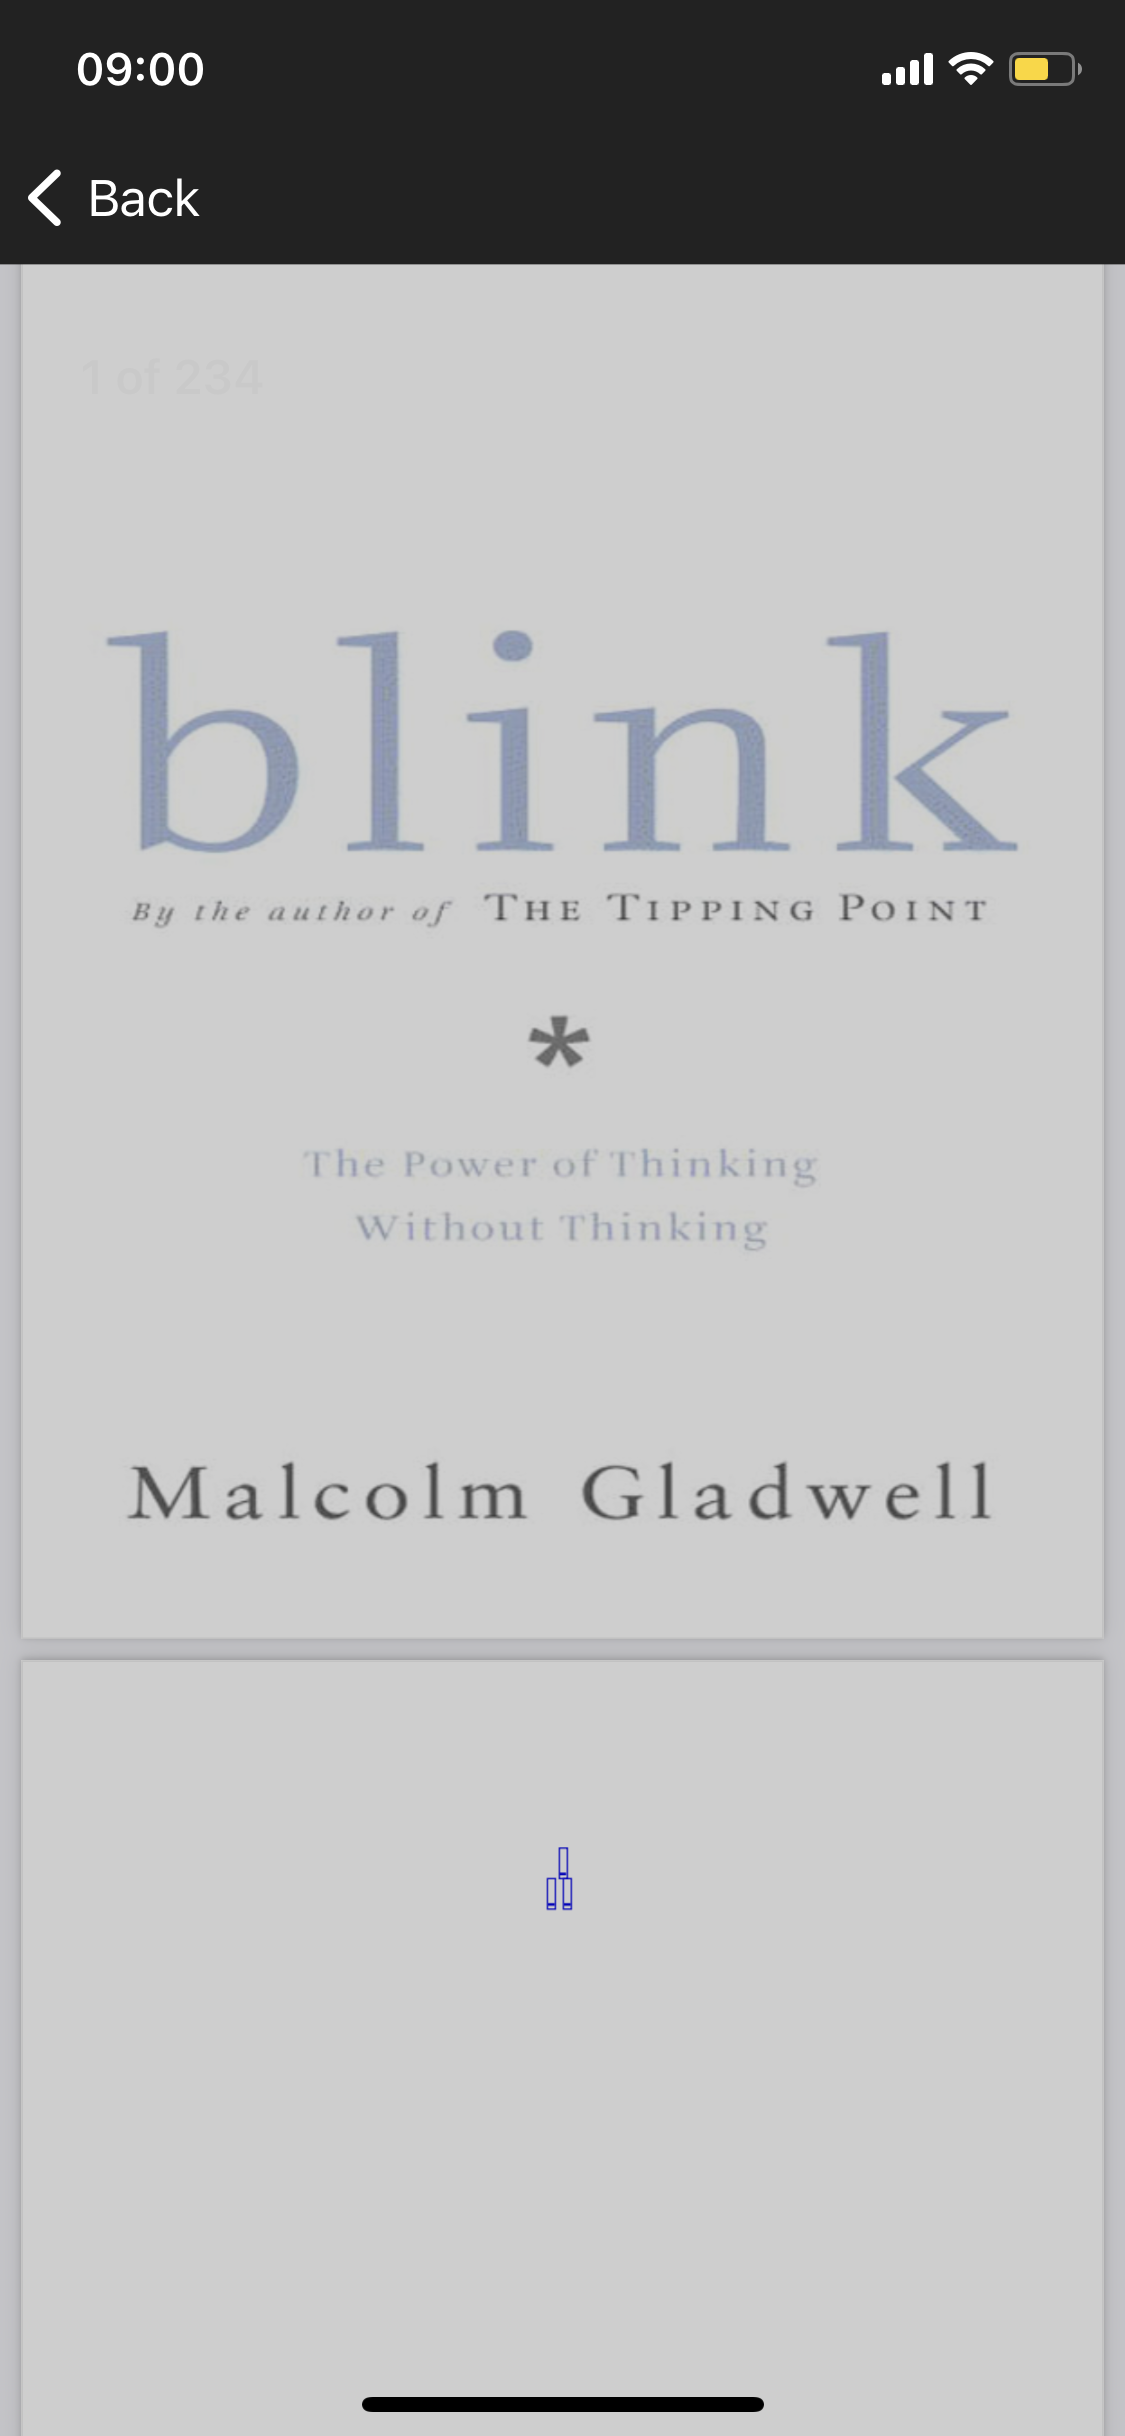 09:00
Back
1 of 234
blink
By the author of THE TIPPING POINT
*
The Power of Thinking
Without Thinking
Malcolm Gladwell